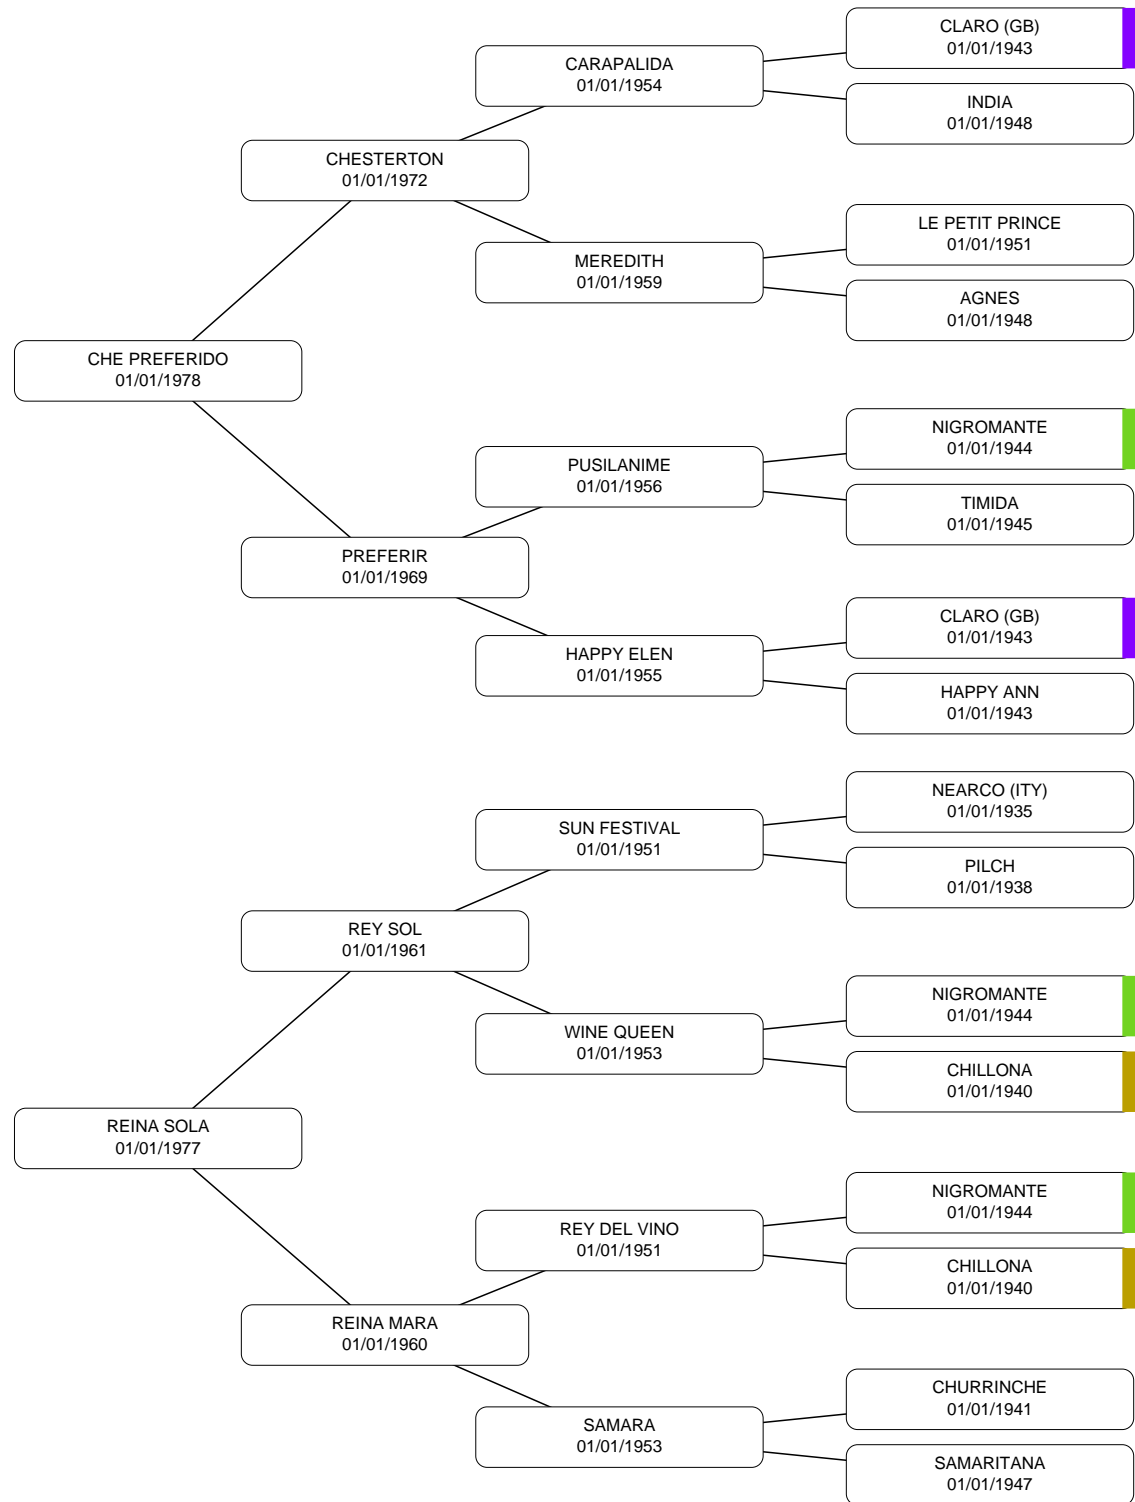 CLARO (GB)
01/01/1943
CARAPALIDA
01/01/1954
INDIA
01/01/1948
CHESTERTON
01/01/1972
LE PETIT PRINCE
01/01/1951
MEREDITH
01/01/1959
AGNES
01/01/1948
CHE PREFERIDO
01/01/1978
NIGROMANTE
01/01/1944
PUSILANIME
01/01/1956
TIMIDA
01/01/1945
PREFERIR
01/01/1969
CLARO (GB)
01/01/1943
HAPPY ELEN
01/01/1955
HAPPY ANN
01/01/1943
NEARCO (ITY)
01/01/1935
SUN FESTIVAL
01/01/1951
PILCH
01/01/1938
REY SOL
01/01/1961
NIGROMANTE
01/01/1944
WINE QUEEN
01/01/1953
CHILLONA
01/01/1940
REINA SOLA
01/01/1977
NIGROMANTE
01/01/1944
REY DEL VINO
01/01/1951
CHILLONA
01/01/1940
REINA MARA
01/01/1960
CHURRINCHE
01/01/1941
SAMARA
01/01/1953
SAMARITANA
01/01/1947